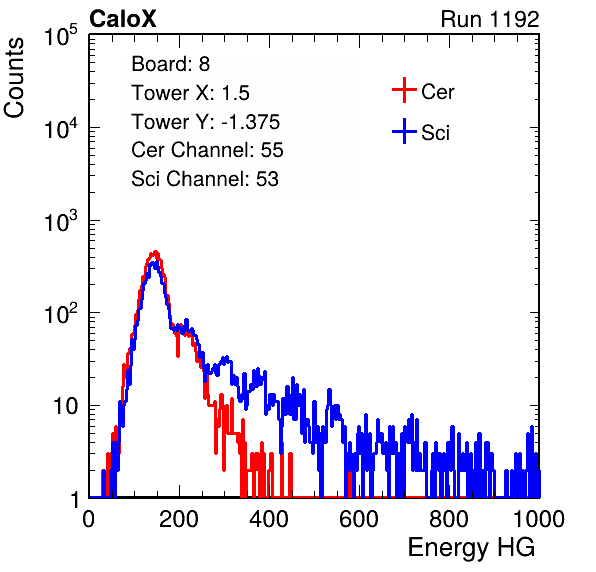 CaloX Run 1192
Counts
10^5
10^4
10^3
10^2
10
1
Board: 8
Tower X: 1.5
Tower Y: -1.375
Cer Channel: 55
Sci Channel: 53
Cer
Sci
0 200 400 600 800 1000
Energy HG